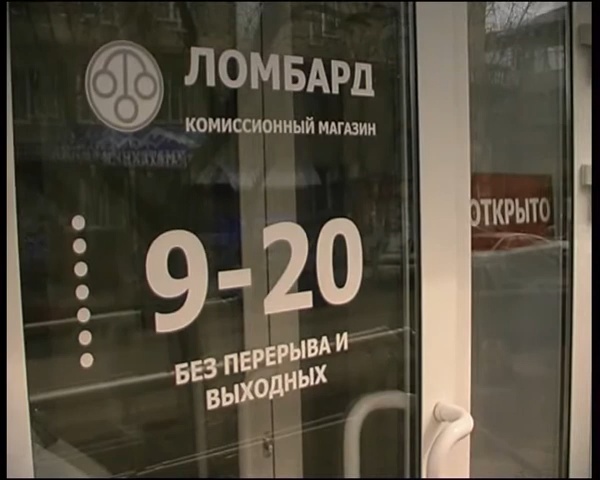 ЛОМБАРД
КОМИССИОННЫЙ МАГАЗИН
9-20
БЕЗ ПЕРЕРЫВА И
ВЫХОДНЫХ
ОТКРЫТО